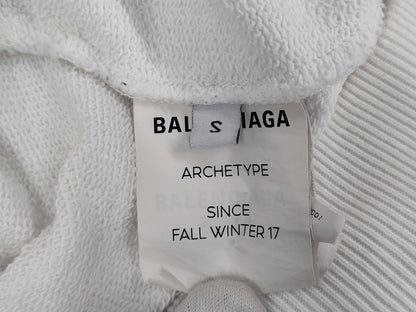 BAL S IAGA
ARCHETYPE
SINCE
FALL WINTER 17